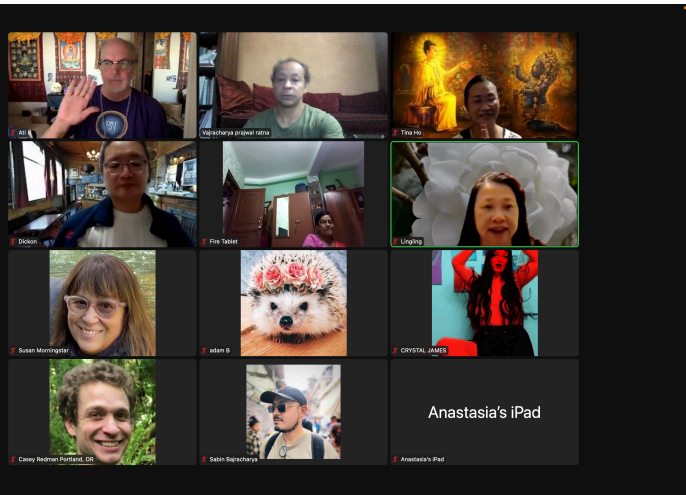 Ati
Vajracharya prajwal ratna
Tina Ho
Dickon
Fire Tablet
Lingling
Susan Morningstar
adam B
CRYSTAL JAMES
Casey Redman Portland, OR
Sabin Bajracharya
Anastasia's iPad
Anastasia's iPad